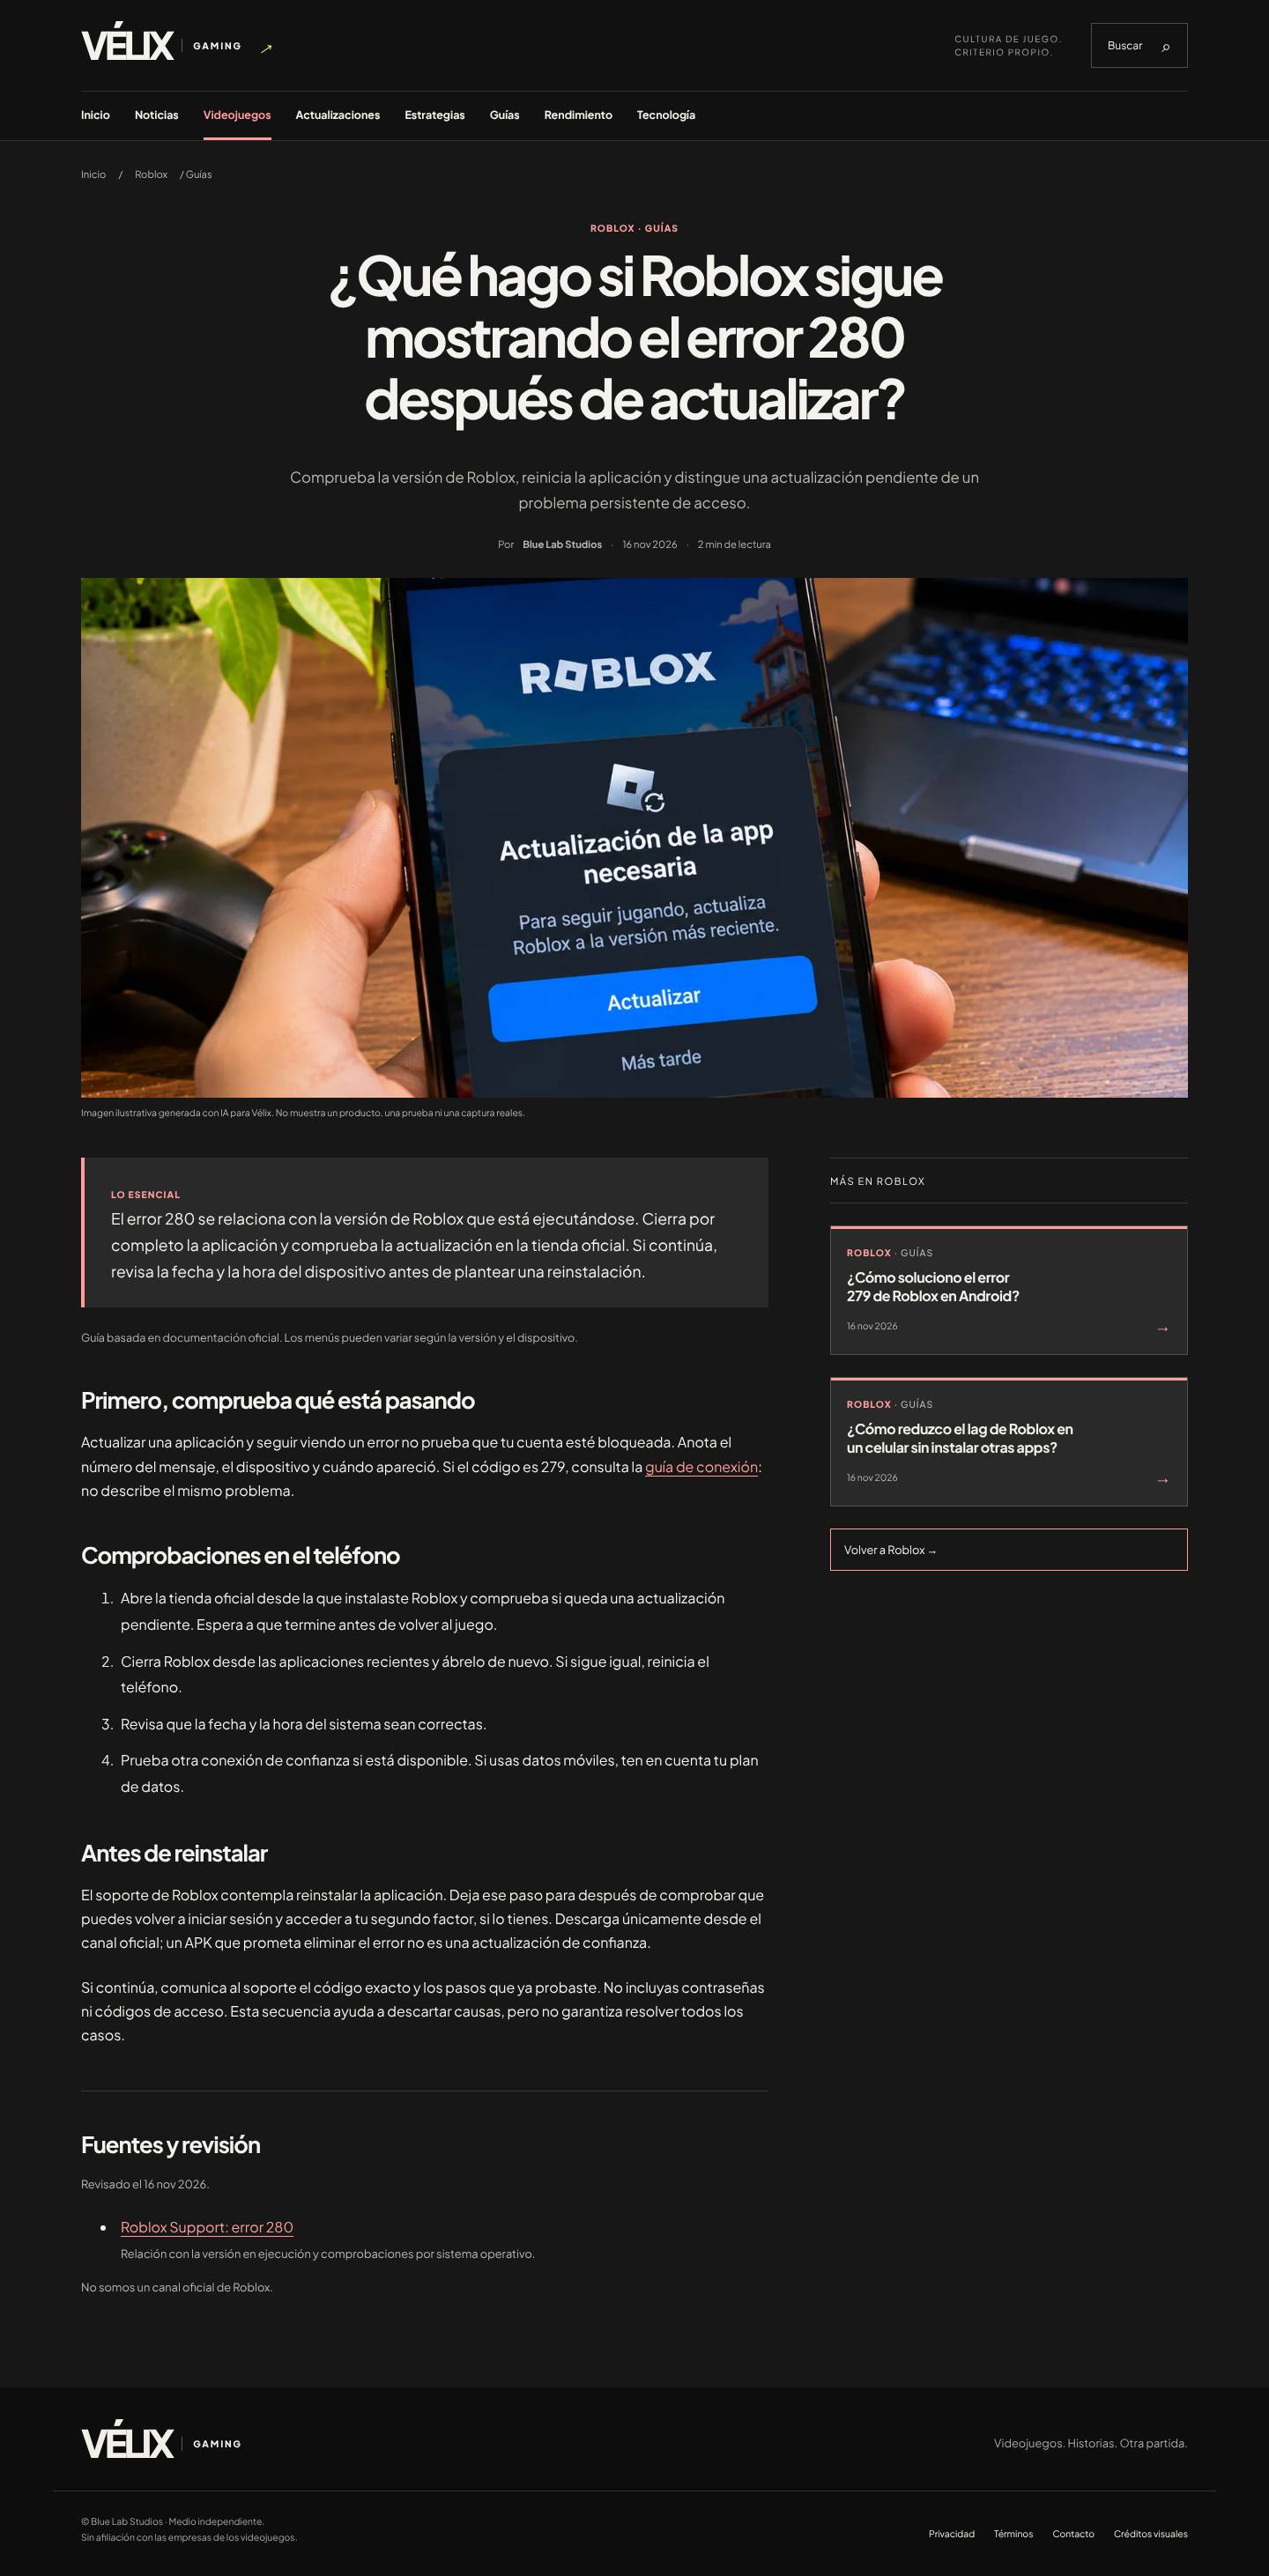 VÉLIX GAMING
CULTURA DE JUEGO.
CRITERIO PROPIO.
Buscar
Inicio Noticias Videojuegos Actualizaciones Estrategias Guías Rendimiento Tecnología
Inicio / Roblox / Guías
ROBLOX · GUÍAS
¿Qué hago si Roblox sigue
mostrando el error 280
después de actualizar?
Comprueba la versión de Roblox, reinicia la aplicación y distingue una actualización pendiente de un
problema persistente de acceso.
Por Blue Lab Studios · 16 nov 2026 · 2 min de lectura
ROBLOX
Actualización de la app
necesaria
Para seguir jugando, actualiza
Roblox a la versión más reciente.
Actualizar
Más tarde
Imagen ilustrativa generada con IA para Vélix. No muestra un producto, una prueba ni una captura reales.
LO ESENCIAL
El error 280 se relaciona con la versión de Roblox que está ejecutándose. Cierra por
completo la aplicación y comprueba la actualización en la tienda oficial. Si continúa,
revisa la fecha y la hora del dispositivo antes de plantear una reinstalación.
Guía basada en documentación oficial. Los menús pueden variar según la versión y el dispositivo.
Primero, comprueba qué está pasando
Actualizar una aplicación y seguir viendo un error no prueba que tu cuenta esté bloqueada. Anota el
número del mensaje, el dispositivo y cuándo apareció. Si el código es 279, consulta la guía de conexión:
no describe el mismo problema.
Comprobaciones en el teléfono
1. Abre la tienda oficial desde la que instalaste Roblox y comprueba si queda una actualización
pendiente. Espera a que termine antes de volver al juego.
2. Cierra Roblox desde las aplicaciones recientes y ábrelo de nuevo. Si sigue igual, reinicia el
teléfono.
3. Revisa que la fecha y la hora del sistema sean correctas.
4. Prueba otra conexión de confianza si está disponible. Si usas datos móviles, ten en cuenta tu plan
de datos.
Antes de reinstalar
El soporte de Roblox contempla reinstalar la aplicación. Deja ese paso para después de comprobar que
puedes volver a iniciar sesión y acceder a tu segundo factor, si lo tienes. Descarga únicamente desde el
canal oficial; un APK que prometa eliminar el error no es una actualización de confianza.
Si continúa, comunica al soporte el código exacto y los pasos que ya probaste. No incluyas contraseñas
ni códigos de acceso. Esta secuencia ayuda a descartar causas, pero no garantiza resolver todos los
casos.
Fuentes y revisión
Revisado el 16 nov 2026.
• Roblox Support: error 280
Relación con la versión en ejecución y comprobaciones por sistema operativo.
No somos un canal oficial de Roblox.
MÁS EN ROBLOX
ROBLOX · GUÍAS
¿Cómo soluciono el error
279 de Roblox en Android?
16 nov 2026 →
ROBLOX · GUÍAS
¿Cómo reduzco el lag de Roblox en
un celular sin instalar otras apps?
16 nov 2026 →
Volver a Roblox →
VÉLIX GAMING
Videojuegos. Historias. Otra partida.
© Blue Lab Studios · Medio independiente.
Sin afiliación con las empresas de los videojuegos.
Privacidad Términos Contacto Créditos visuales